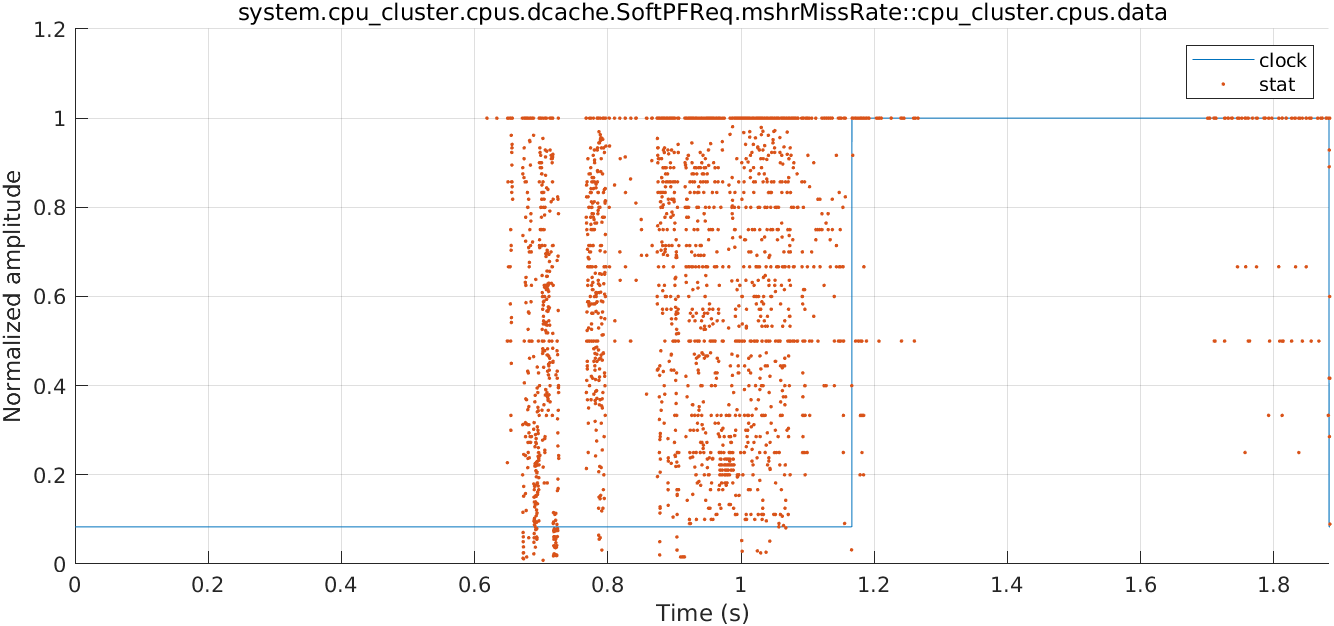 system.cpu_cluster.cpus.dcache.SoftPFReq.mshrMissRate::cpu_cluster.cpus.data
1.2
clock
stat
1
0.8
Normalized amplitude
0.6
0.4
0.2
0
0 0.2 0.4 0.6 0.8 1 1.2 1.4 1.6 1.8
Time (s)